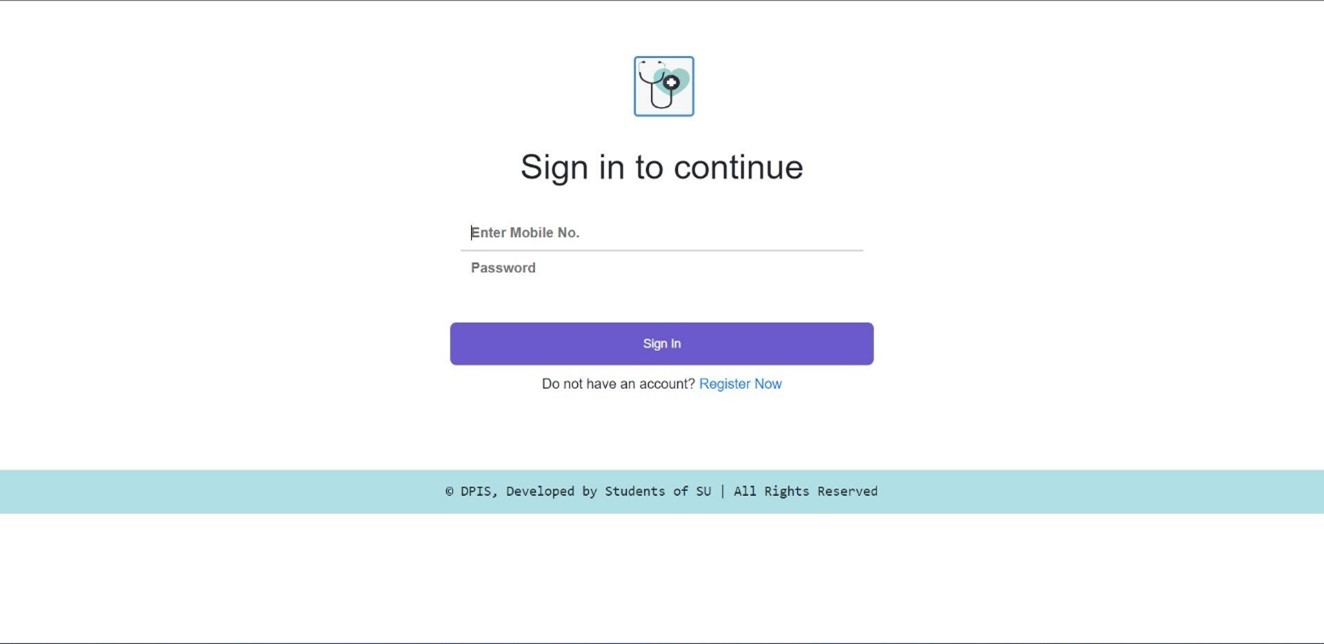 Sign in to continue
Enter Mobile No.
Password
Sign In
Do not have an account? Register Now
© DPIS, Developed by Students of SU | All Rights Reserved